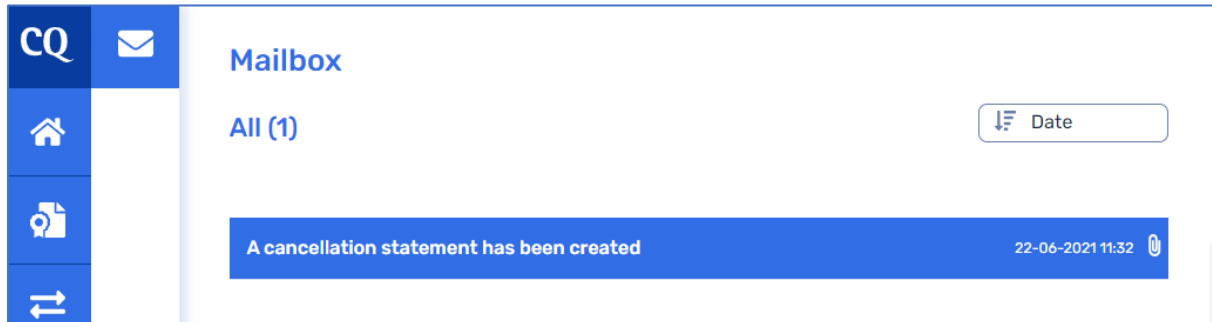 CQ
Mailbox
All (1)
Date
A cancellation statement has been created 22-06-2021 11:32